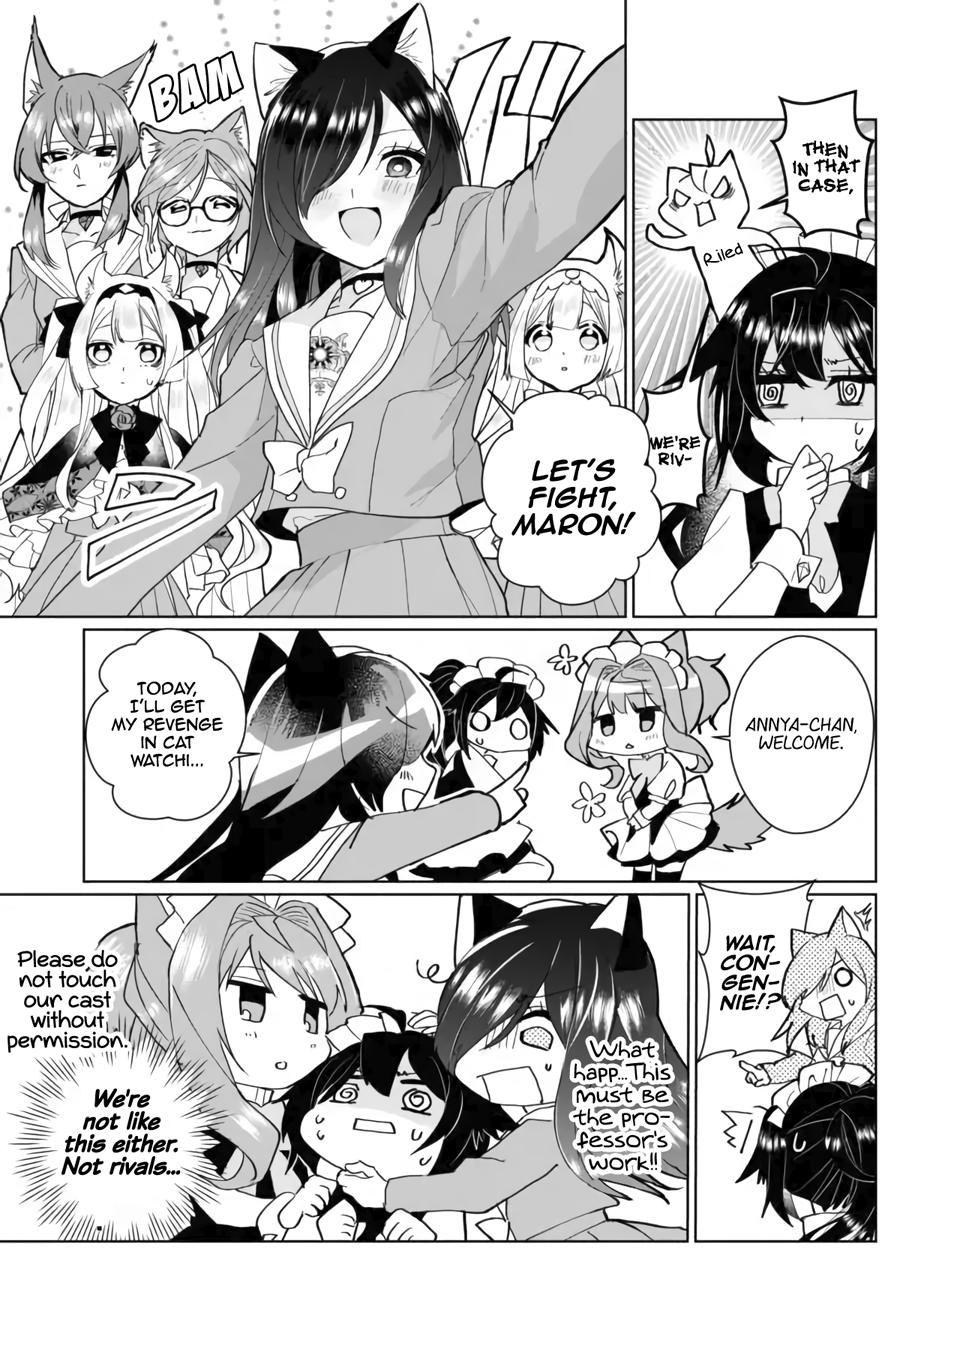 THEN
IN THAT
CASE,
Riled
WE'RE
RIV-
BAM
LET'S
FIGHT,
MARON!
ANNYA-CHAN,
WELCOME.
TODAY,
I'LL GET
MY REVENGE
IN CAT
WATCHI...
WAIT,
CON-
GEN-
NIE!?
What
happ...This
must be
the pro-
fessor's
work!!
Please do
not touch
our cast
without
permission.
We're
not like
this either.
Not rivals...